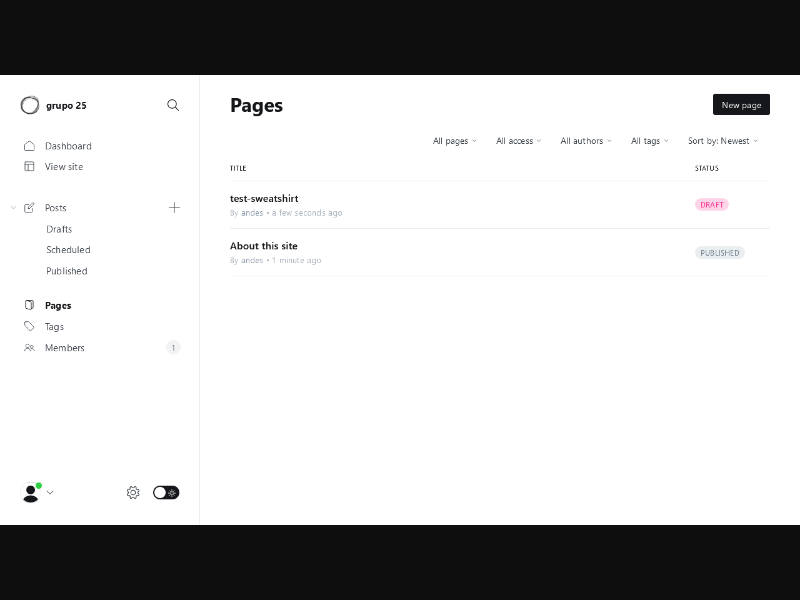 grupo 25
Dashboard
View site
Posts
Drafts
Scheduled
Published
Pages
Tags
Members
1
Pages
New page
All pages
All access
All authors
All tags
Sort by: Newest
TITLE
STATUS
test-sweatshirt
By andes • a few seconds ago
DRAFT
About this site
By andes • 1 minute ago
PUBLISHED